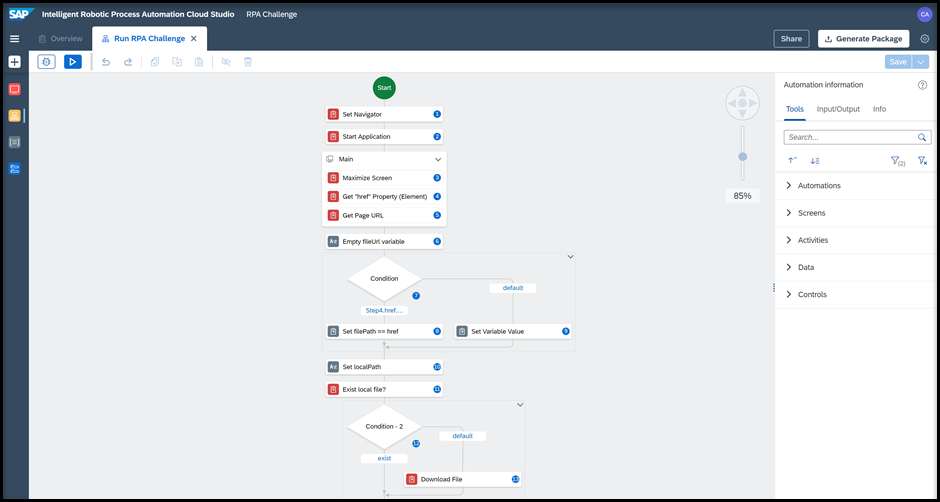 SAP Intelligent Robotic Process Automation Cloud Studio RPA Challenge CA
Overview Run RPA Challenge Share Generate Package
Save
Automation information
Tools Input/Output Info
Search...
(2)
Automations
Screens
Activities
Data
Controls
85%
Start
Set Navigator 1
Start Application 2
Main
Maximize Screen 3
Get "href" Property (Element) 4
Get Page URL 5
Empty fileUrl variable 6
Condition
7
default
Step4.href....
Set filePath == href 8
Set Variable Value 9
Set localPath 10
Exist local file? 11
Condition - 2
12
default
exist
Download File 13